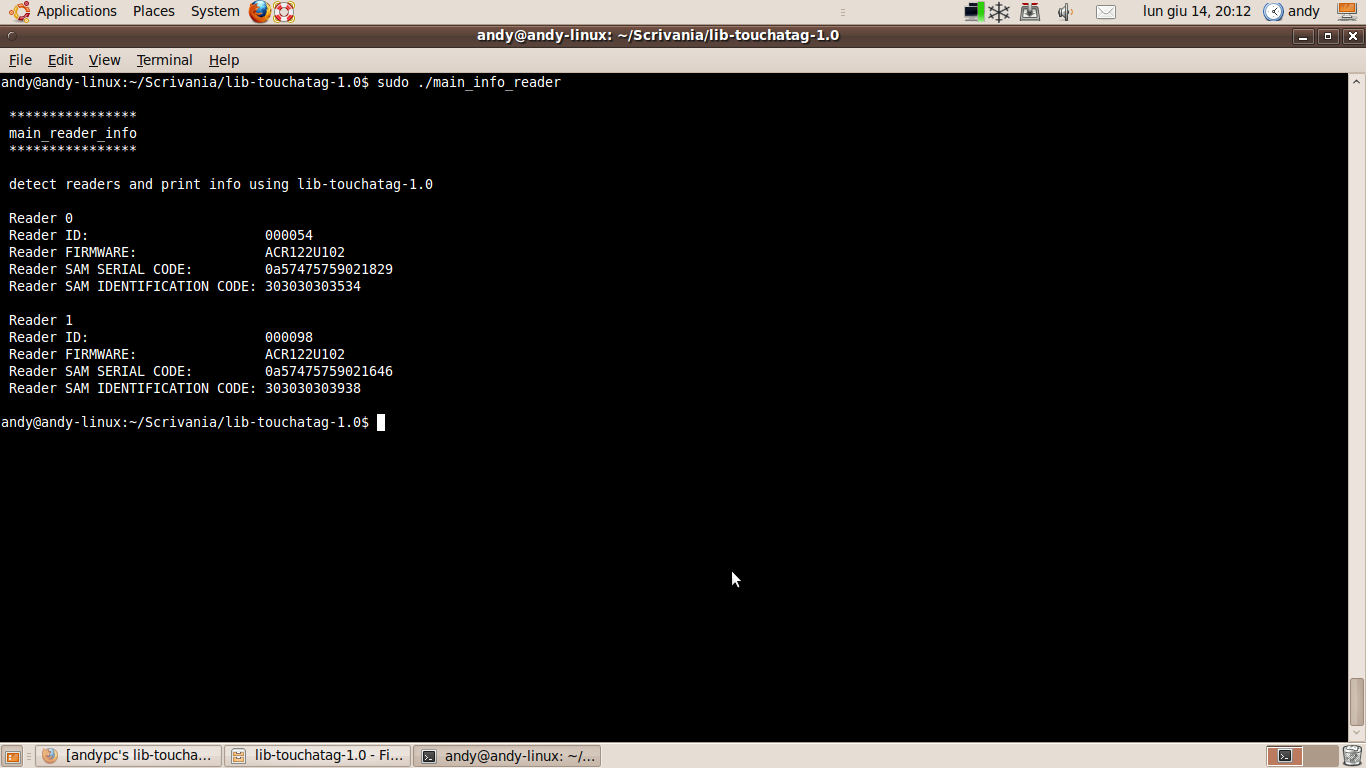 Applications Places System lun giu 14, 20:12 andy
andy@andy-linux: ~/Scrivania/lib-touchatag-1.0
File Edit View Terminal Help
andy@andy-linux:~/Scrivania/lib-touchatag-1.0$ sudo ./main_info_reader
****************
main_reader_info
****************
detect readers and print info using lib-touchatag-1.0
Reader 0
Reader ID: 000054
Reader FIRMWARE: ACR122U102
Reader SAM SERIAL CODE: 0a57475759021829
Reader SAM IDENTIFICATION CODE: 303030303534
Reader 1
Reader ID: 000098
Reader FIRMWARE: ACR122U102
Reader SAM SERIAL CODE: 0a57475759021646
Reader SAM IDENTIFICATION CODE: 303030303938
andy@andy-linux:~/Scrivania/lib-touchatag-1.0$
[andypc's lib-toucha... lib-touchatag-1.0 - Fi... andy@andy-linux: ~/...